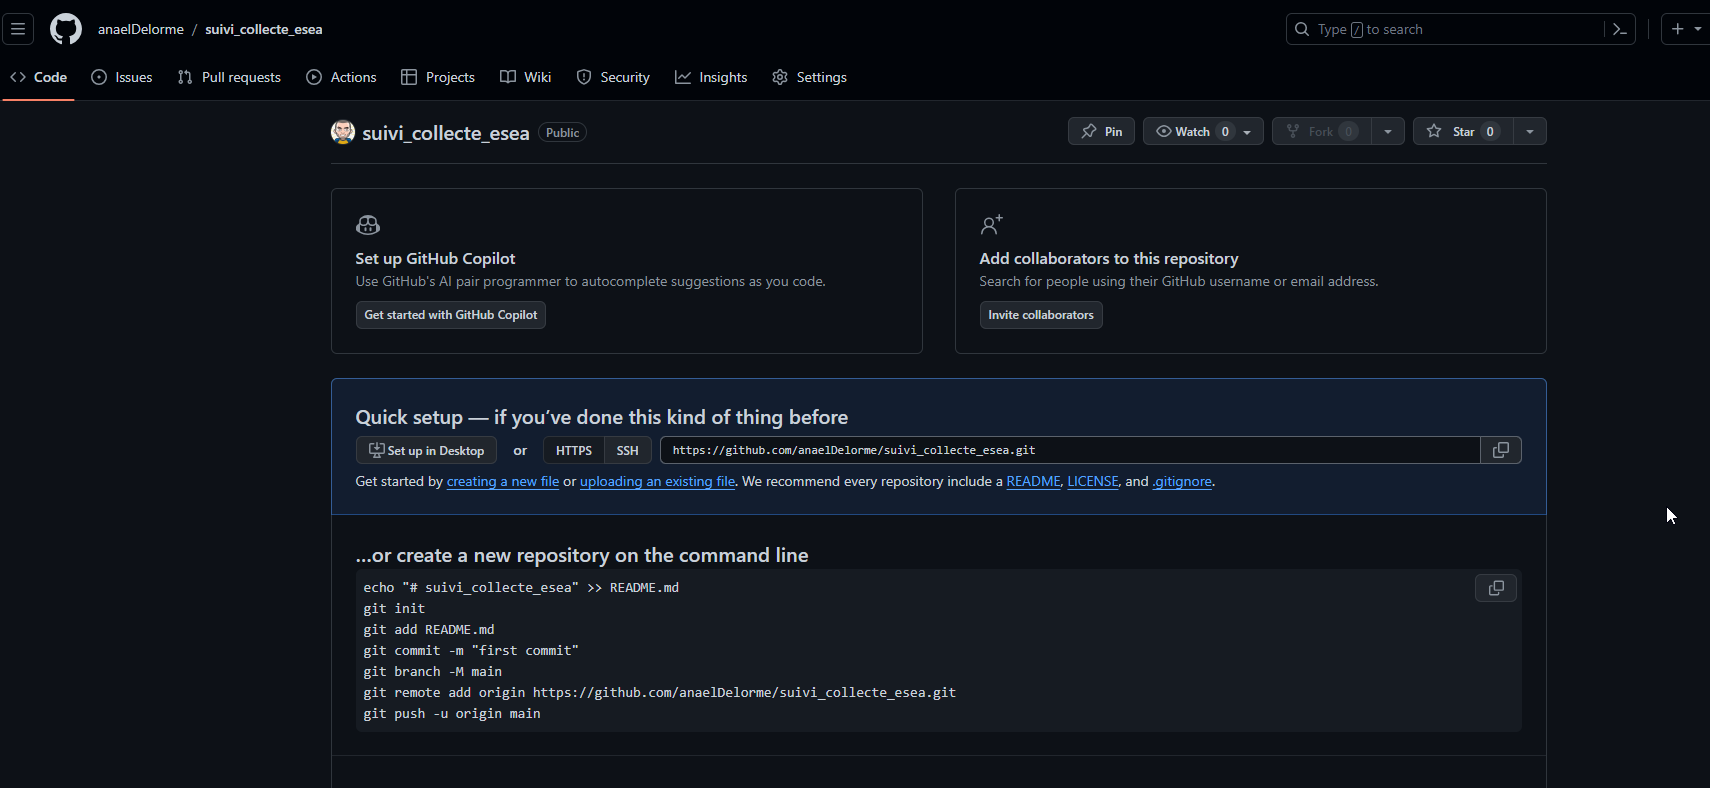 anaelDelorme / suivi_collecte_esea
Type / to search
Code Issues Pull requests Actions Projects Wiki Security Insights Settings
suivi_collecte_esea Public
Pin Watch 0 Fork 0 Star 0
Set up GitHub Copilot
Use GitHub's AI pair programmer to autocomplete suggestions as you code.
Get started with GitHub Copilot
Add collaborators to this repository
Search for people using their GitHub username or email address.
Invite collaborators
Quick setup — if you’ve done this kind of thing before
Set up in Desktop or HTTPS SSH https://github.com/anaelDelorme/suivi_collecte_esea.git
Get started by creating a new file or uploading an existing file. We recommend every repository include a README, LICENSE, and .gitignore.
…or create a new repository on the command line
echo "# suivi_collecte_esea" >> README.md
git init
git add README.md
git commit -m "first commit"
git branch -M main
git remote add origin https://github.com/anaelDelorme/suivi_collecte_esea.git
git push -u origin main